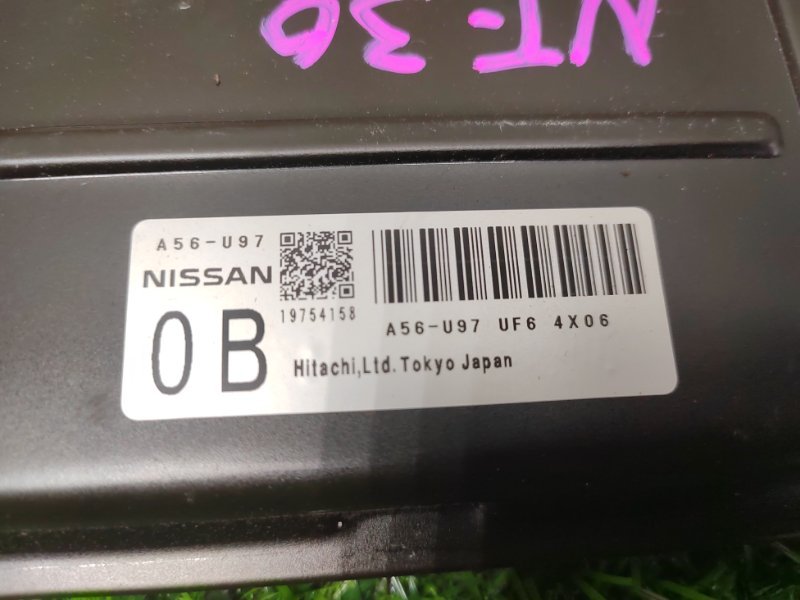 NT-30
A56-U97
NISSAN
0B
19754158
A56-U97 UF6 4X06
Hitachi,Ltd.Tokyo Japan